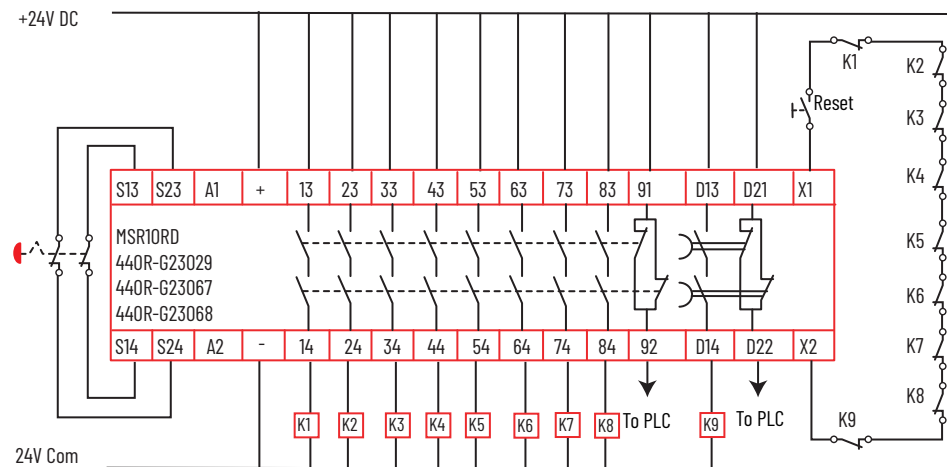 +24V DC
K1
K2
Reset
K3
K4
S13 S23 A1 + 13 23 33 43 53 63 73 83 91 D13 D21 X1
MSR10RD
440R-G23029
440R-G23067
440R-G23068
K5
K6
S14 S24 A2 - 14 24 34 44 54 64 74 84 92 D14 D22 X2
K7
K8
K1 K2 K3 K4 K5 K6 K7 K8 To PLC K9 To PLC K9
24V Com